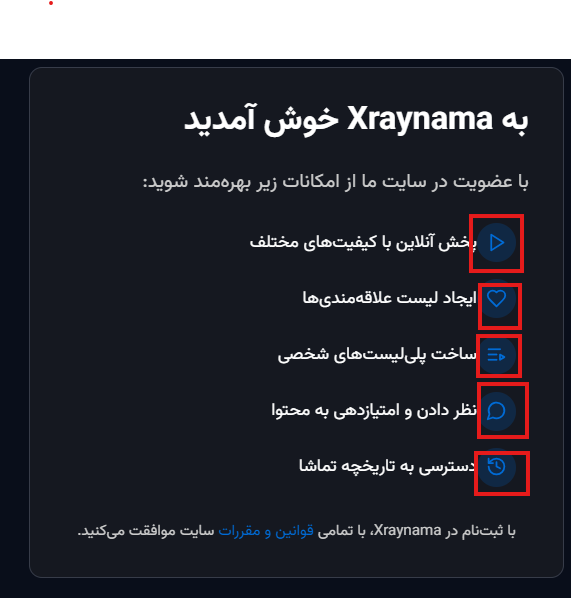 به Xraynama خوش آمدید
با عضویت در سایت ما از امکانات زیر بهره‌مند شوید:
پخش آنلاین با کیفیت‌های مختلف
ایجاد لیست علاقه‌مندی‌ها
ساخت پلی‌لیست‌های شخصی
نظر دادن و امتیازدهی به محتوا
دسترسی به تاریخچه تماشا
با ثبت‌نام در Xraynama، با تمامی قوانین و مقررات سایت موافقت می‌کنید.